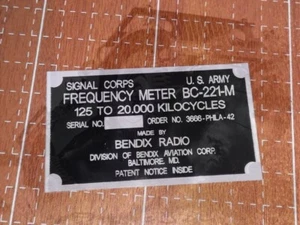 SIGNAL CORPS U. S. ARMY
FREQUENCY METER BC-221-M
125 TO 20.000 KILOCYCLES
SERIAL NO. ORDER NO. 3666-PHLA-42
MADE BY
BENDIX RADIO
DIVISION OF BENDIX AVIATION CORP.
BALTIMORE, MD.
PATENT NOTICE INSIDE